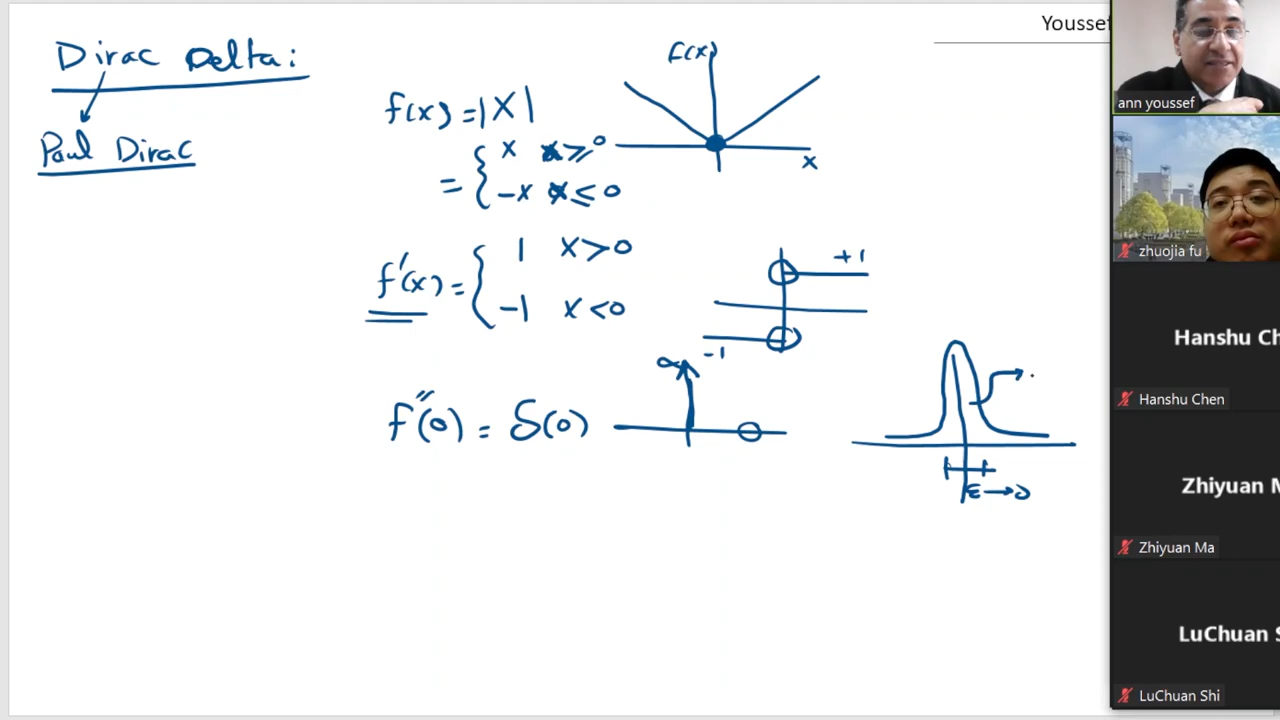 Dirac Delta:
Paul Dirac
f(x) = |x|
= { x x ≥ 0
-x x ≤ 0
f(x)
x
f'(x) = { 1 x > 0
-1 x < 0
+1
-1
f''(0) = δ(0)
∞
ε → 0
Youssef
ann youssef
zhuojia fu
Hanshu Ch
Hanshu Chen
Zhiyuan M
Zhiyuan Ma
LuChuan S
LuChuan Shi